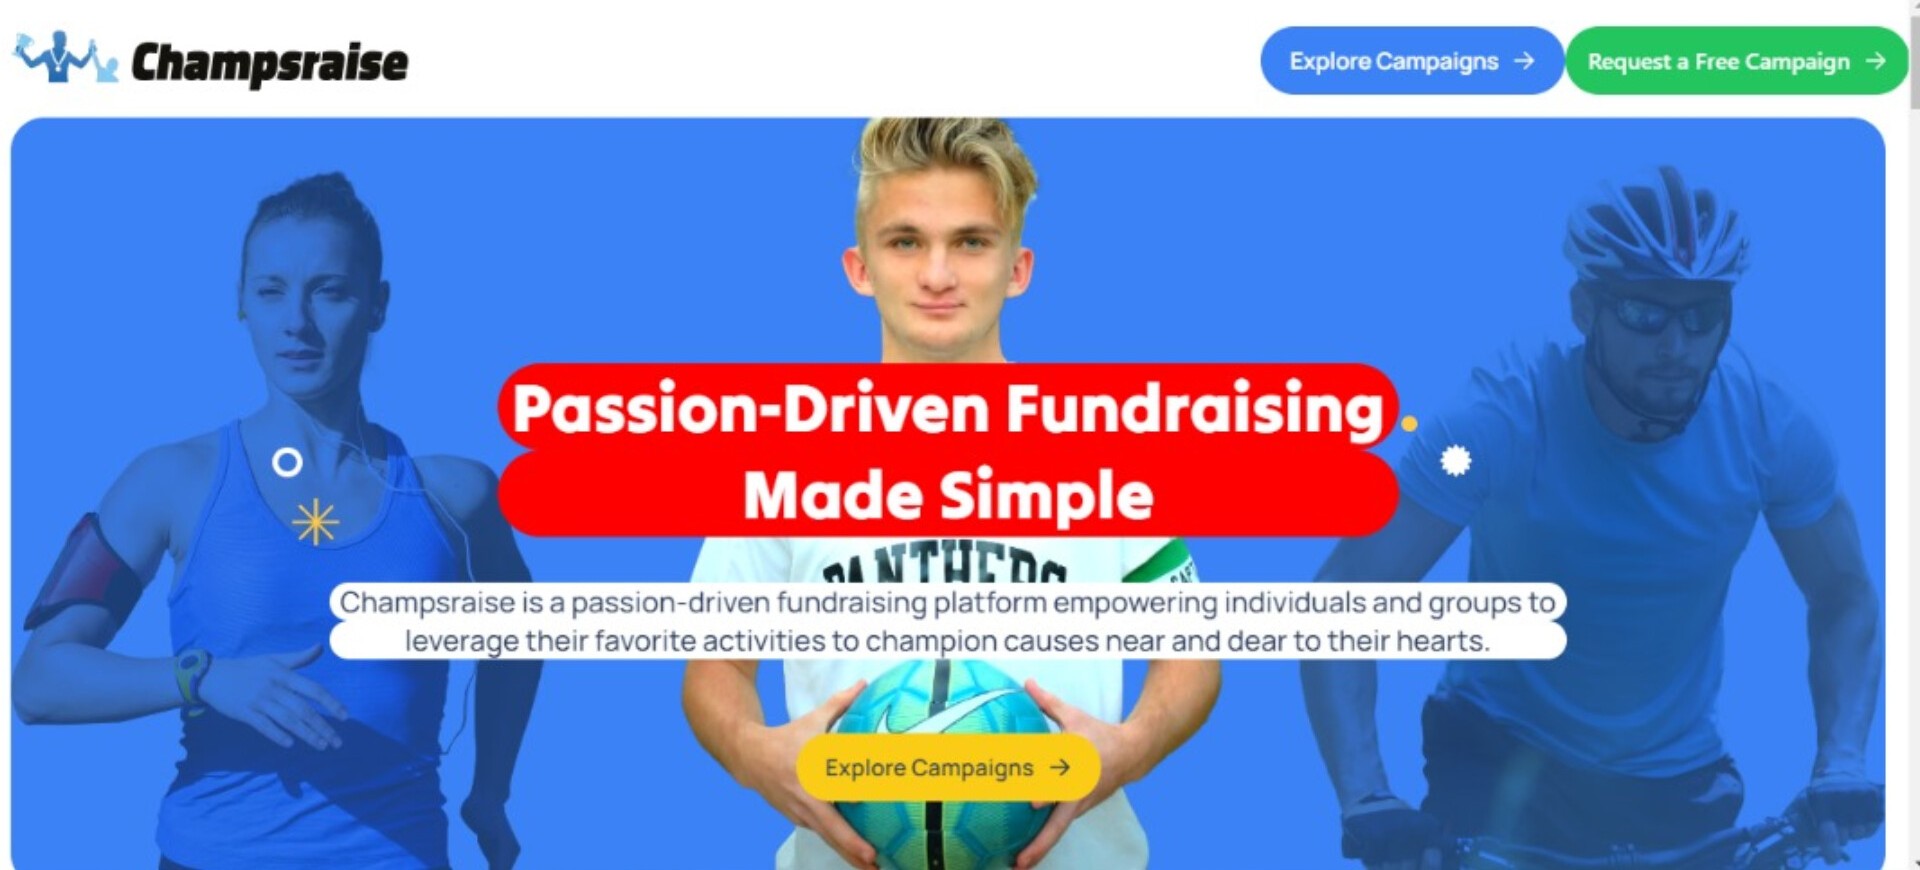 Champsraise
Explore Campaigns →
Request a Free Campaign →
Passion-Driven Fundraising
Made Simple
PANTHERS
Champsraise is a passion-driven fundraising platform empowering individuals and groups to
leverage their favorite activities to champion causes near and dear to their hearts.
Explore Campaigns →